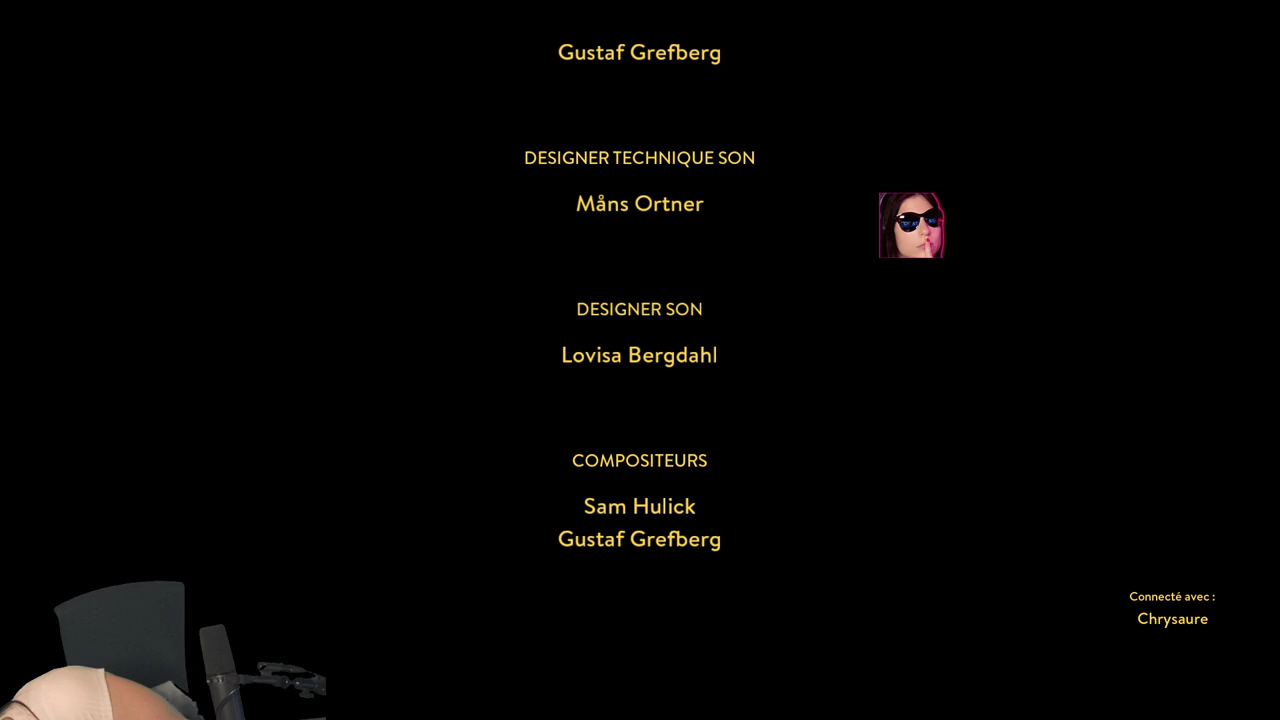 Gustaf Grefberg
DESIGNER TECHNIQUE SON
Måns Ortner
DESIGNER SON
Lovisa Bergdahl
COMPOSITEURS
Sam Hulick
Gustaf Grefberg
Connecté avec :
Chrysaure